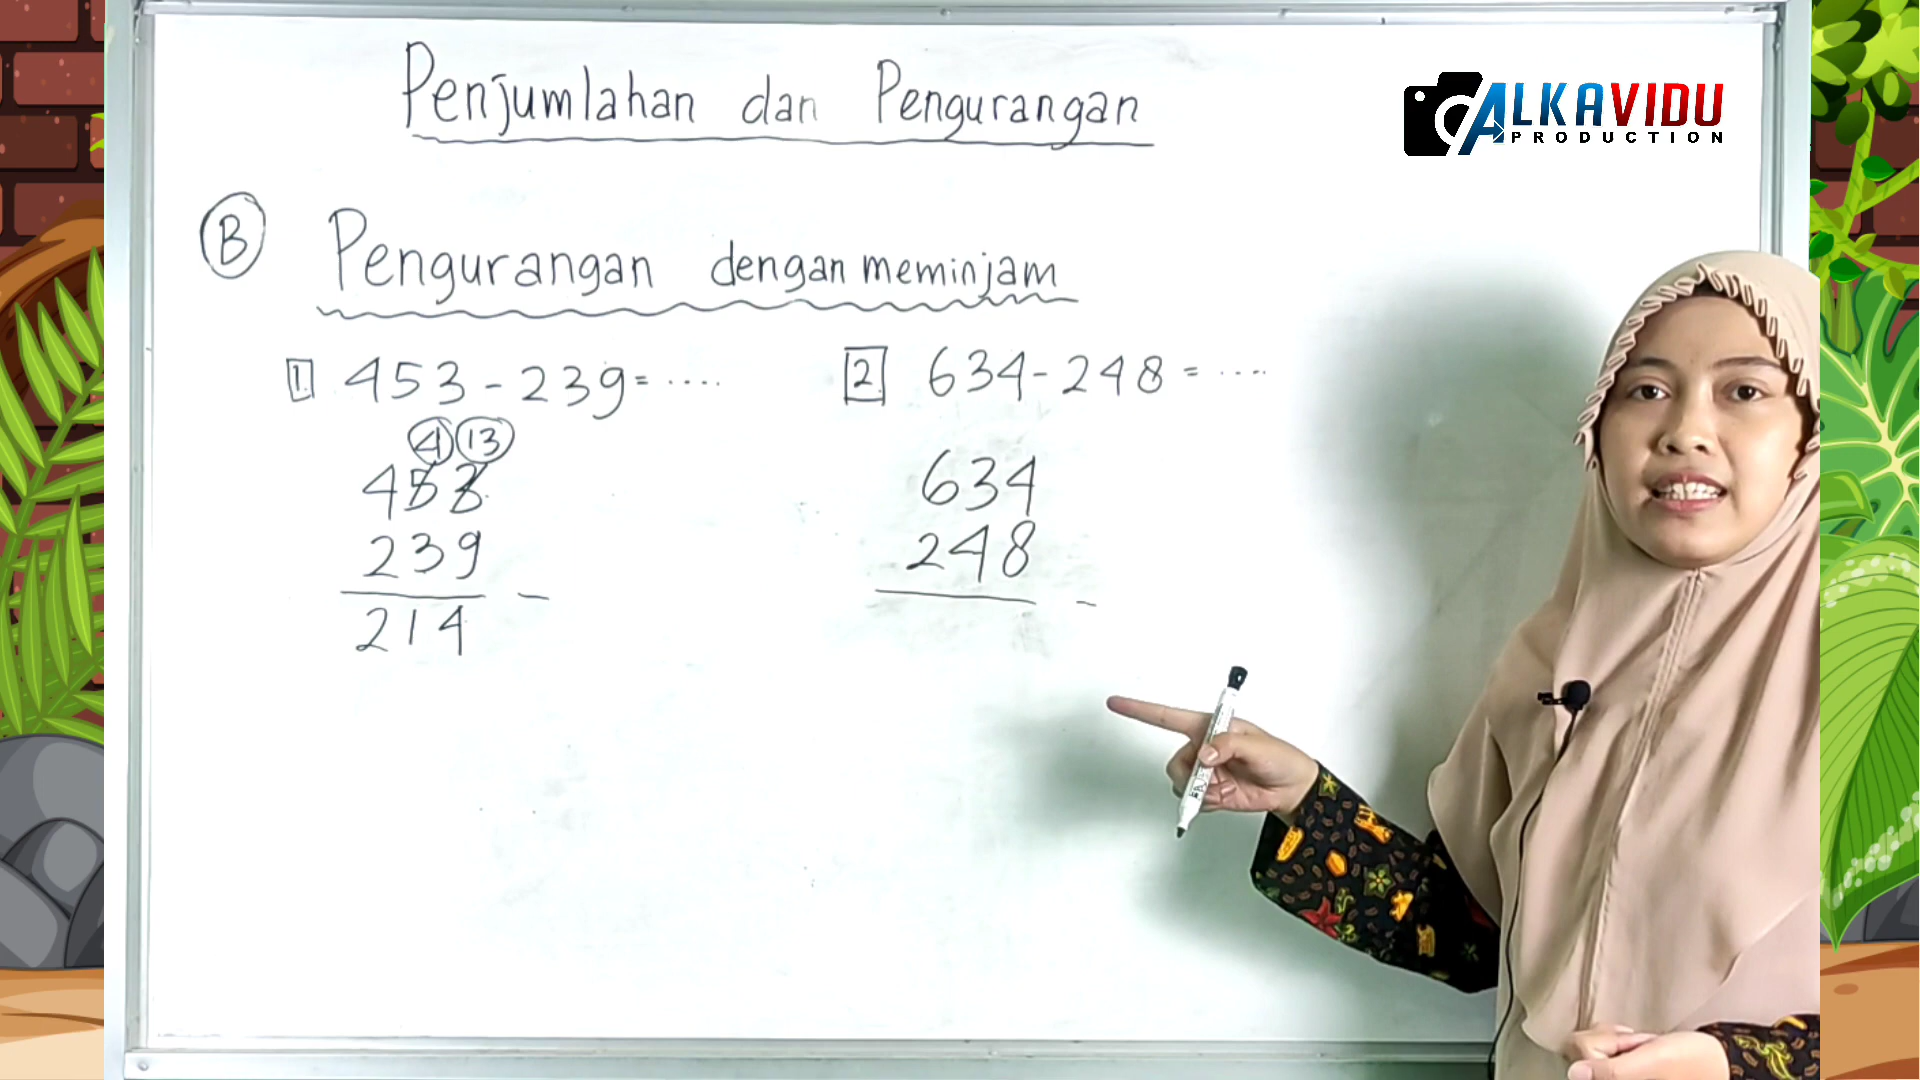 Penjumlahan dan Pengurangan
ALKAVIDU
PRODUCTION
B Pengurangan dengan meminjam
1. 453 - 239 = ....
4 13
453
239
-
214
2 634 - 248 = ....
634
248
-